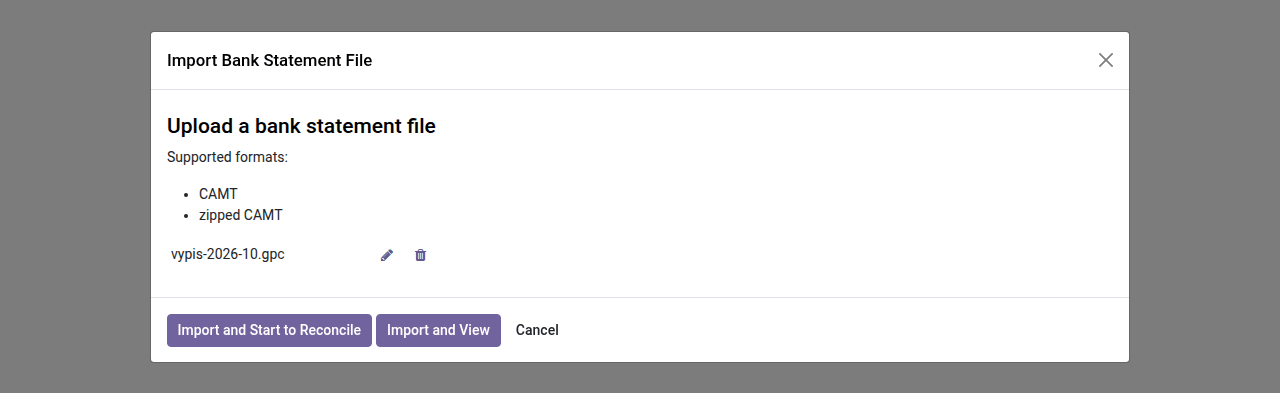 Import Bank Statement File
Upload a bank statement file
Supported formats:
CAMT
zipped CAMT
vypis-2026-10.gpc
Import and Start to Reconcile Import and View Cancel